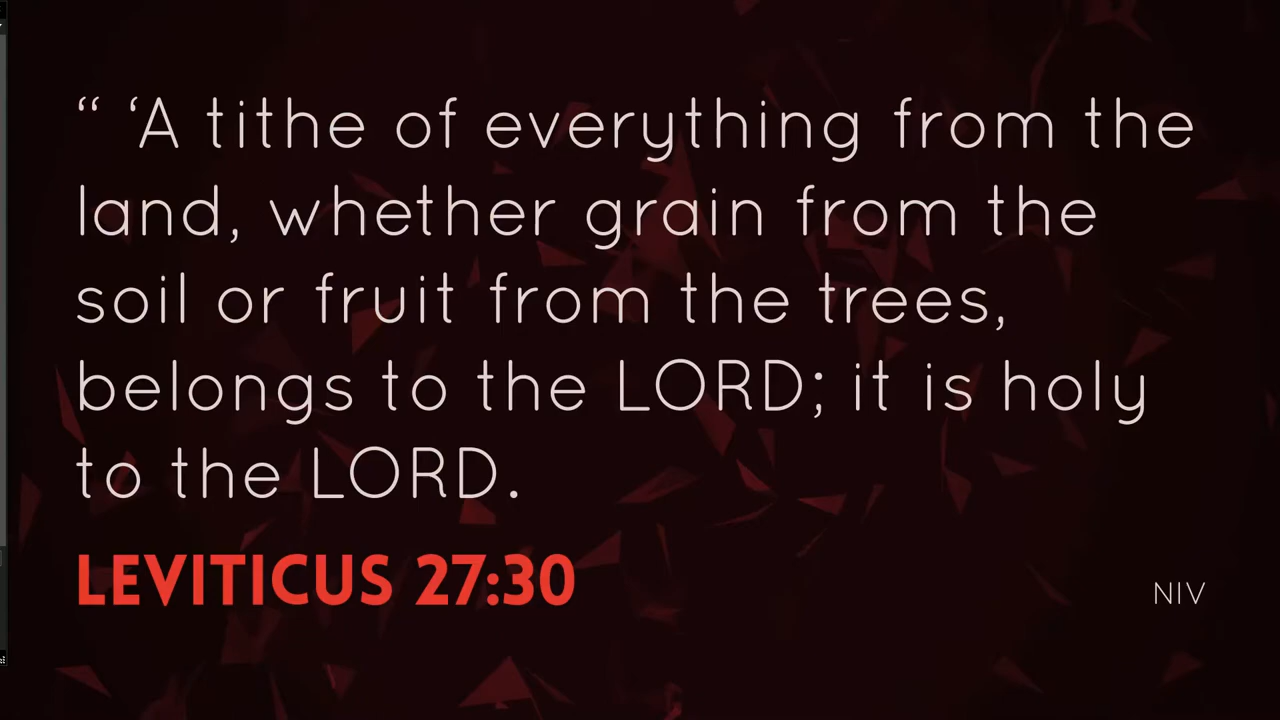 “ ‘A tithe of everything from the
land, whether grain from the
soil or fruit from the trees,
belongs to the LORD; it is holy
to the LORD.
LEVITICUS 27:30
NIV